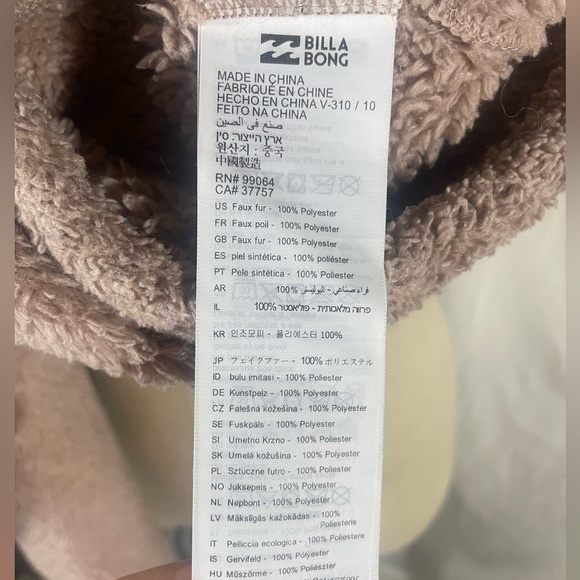 BILLA
BONG
MADE IN CHINA
FABRIQUÉ EN CHINE
HECHO EN CHINA V-310 / 10
FEITO NA CHINA
صنع في الصين
ארץ הייצור: סין
원산지 : 중국
中國製造
RN# 99064
CA# 37757
US Faux fur - 100% Polyester
FR Faux poil - 100% Polyester
GB Faux fur - 100% Polyester
ES piel sintética - 100% poliéster
PT Pele sintética - 100% Polyester
AR فراء صناعي - البوليستر 100%
IL פרווה מלאכותית - פוליאסטר 100%
KR 인조모피 - 폴리에스터 100%
JP フェイクファー - 100% ポリエステル
ID bulu imitasi - 100% Poliester
DE Kunstpelz - 100% Polyester
CZ Falešná kožešina - 100% Polyester
SE Fuskpäls - 100% Polyester
SI Umetno Krzno - 100% Poliester
SK Umelá kožušina - 100% Polyester
PL Sztuczne futro - 100% Poliester
NO Juksepels - 100% Polyester
NL Nepbont - 100% Polyester
LV Mākslīgās kažokādas - 100%
Poliesteris
IT Pelliccia ecologica - 100% Poliestere
IS Gervifeld - 100% Polyester
HU Műszőrme - 100% Poliészter